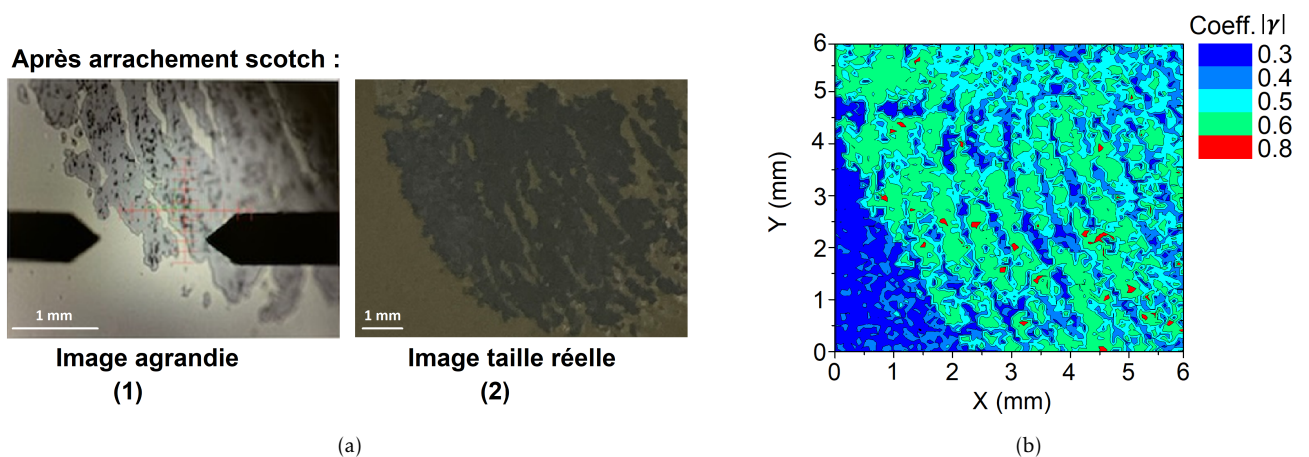 Après arrachement scotch :
1 mm
Image agrandie
(1)
1 mm
Image taille réelle
(2)
(a)
Coeff. |γ|
0.3
0.4
0.5
0.6
0.8
6
5
4
3
2
1
0
Y (mm)
0 1 2 3 4 5 6
X (mm)
(b)